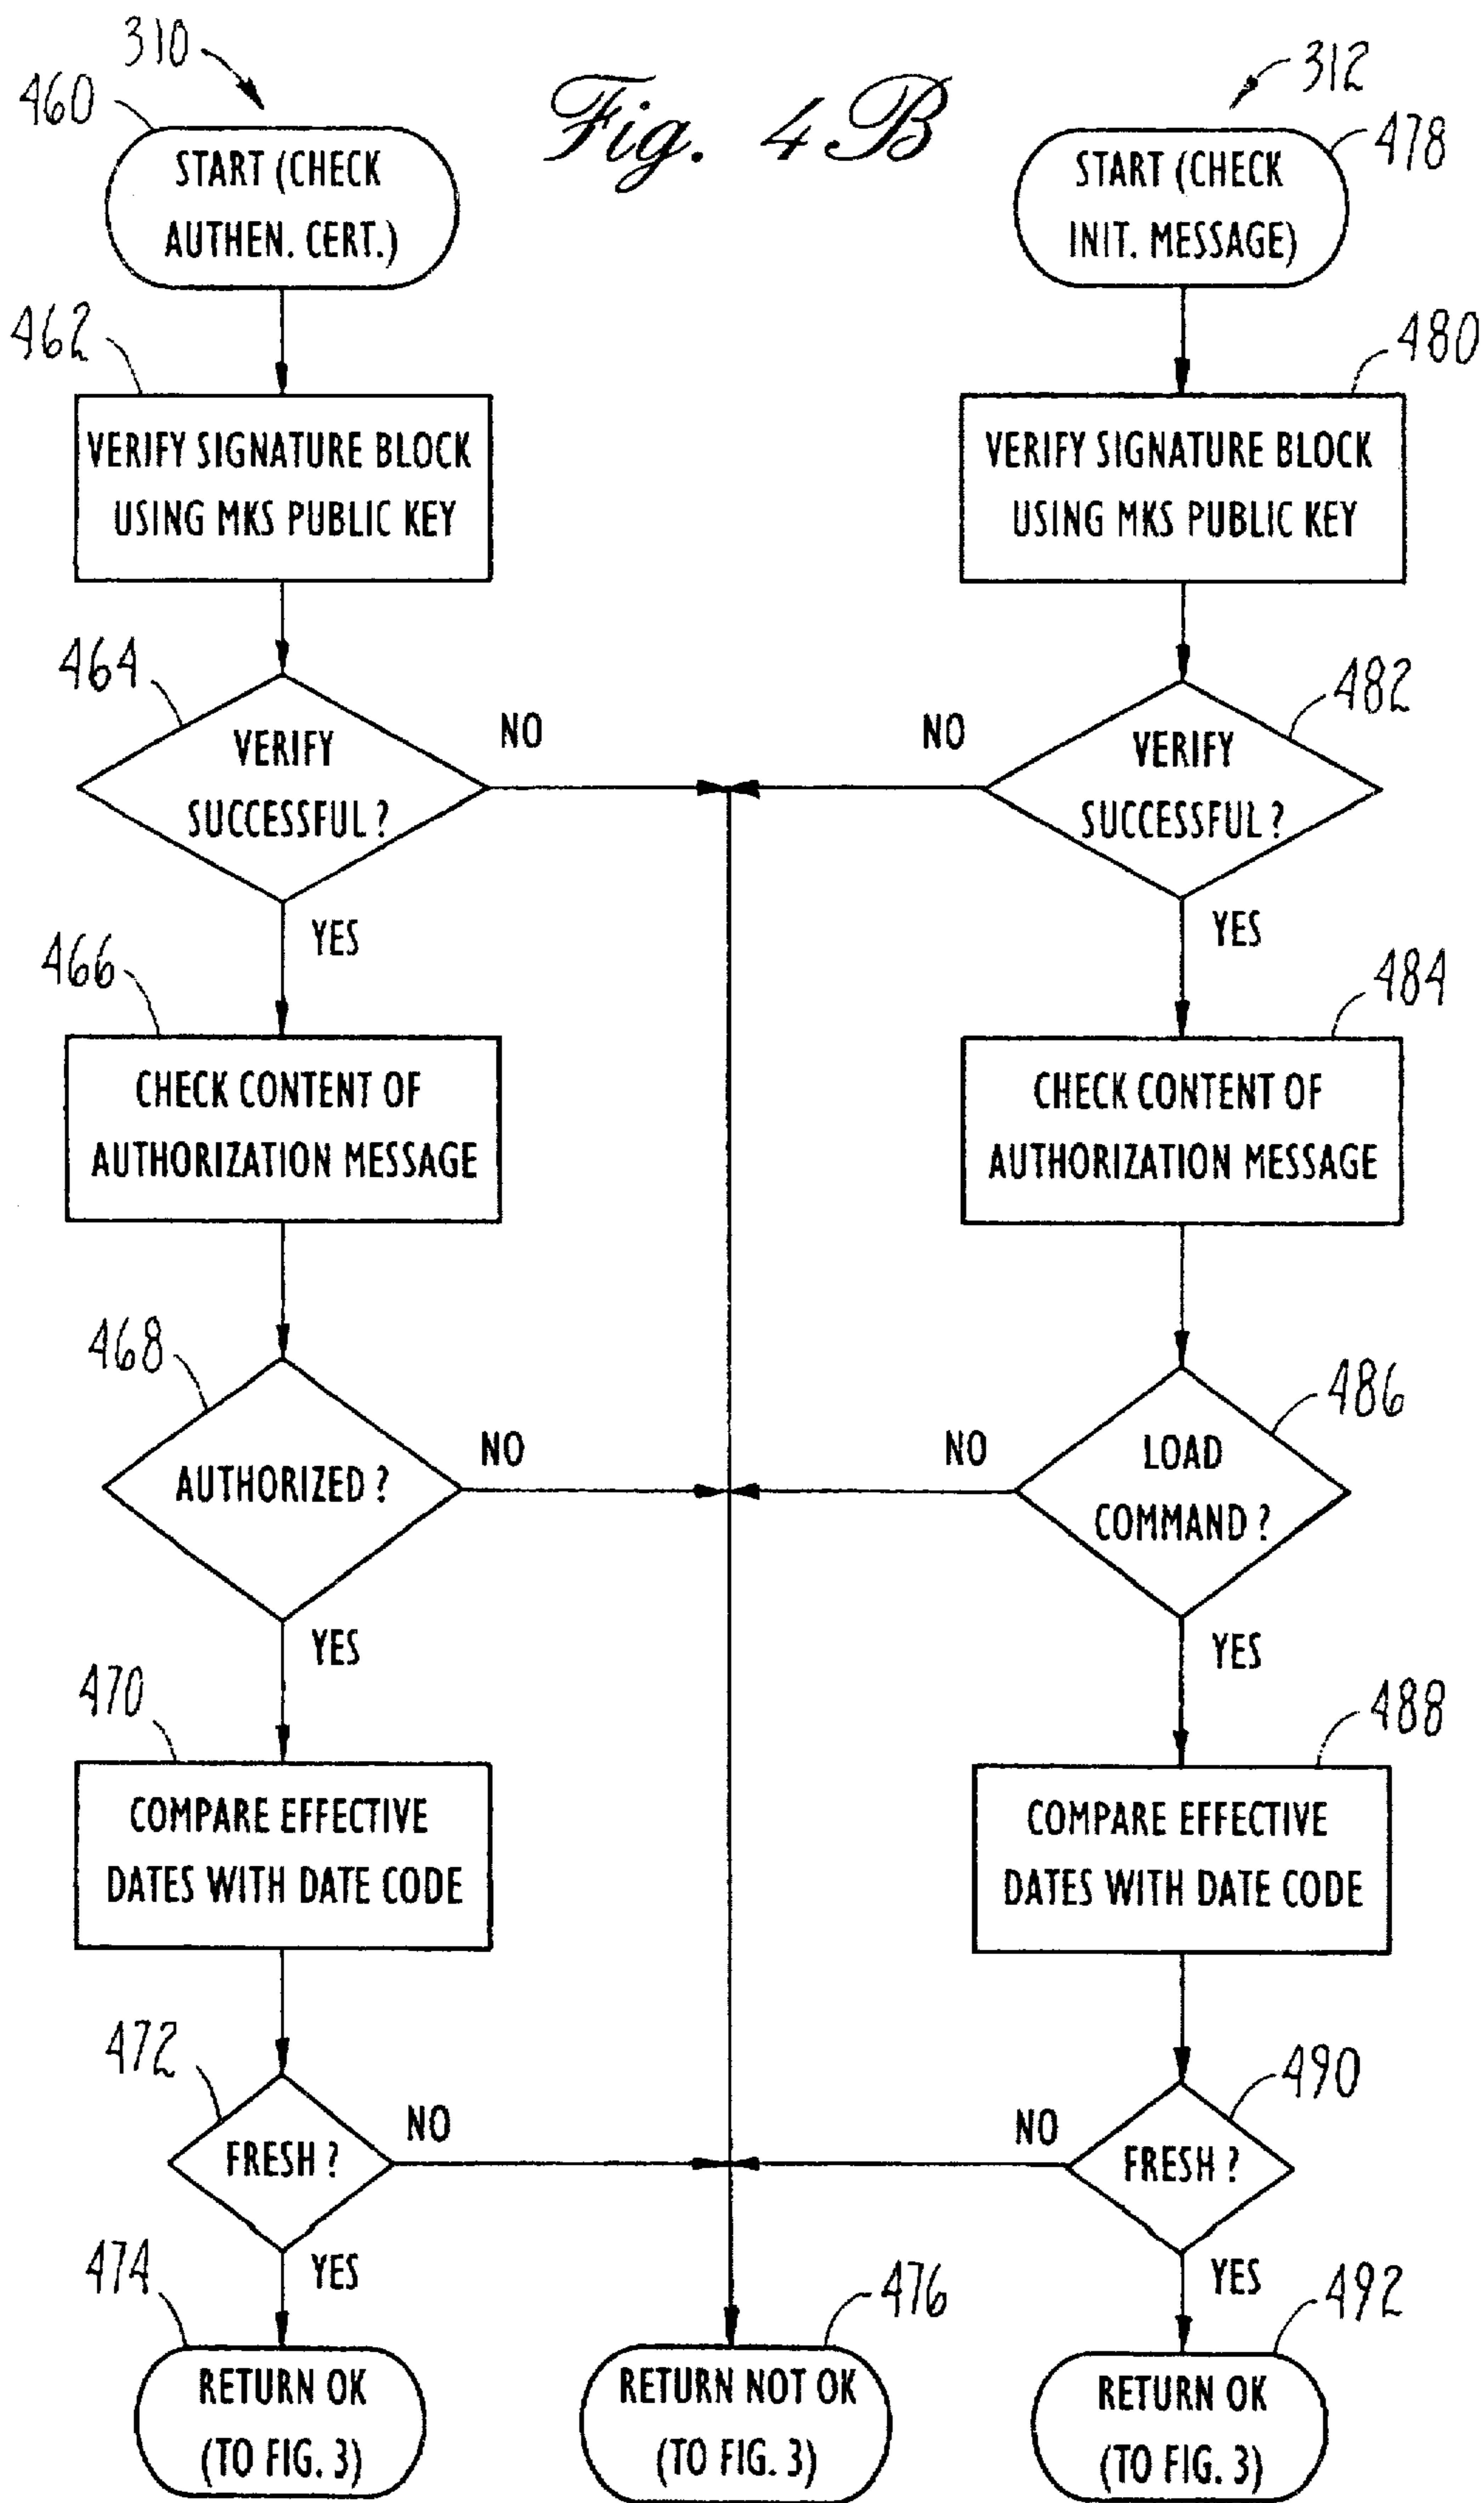 310
460
Fig. 4B
312
478
START (CHECK
AUTHEN. CERT.)
START (CHECK
INIT. MESSAGE)
462
480
VERIFY SIGNATURE BLOCK
USING MKS PUBLIC KEY
VERIFY SIGNATURE BLOCK
USING MKS PUBLIC KEY
464
482
VERIFY
SUCCESSFUL ?
NO
NO
VERIFY
SUCCESSFUL ?
YES
YES
466
484
CHECK CONTENT OF
AUTHORIZATION MESSAGE
CHECK CONTENT OF
AUTHORIZATION MESSAGE
468
486
AUTHORIZED ?
NO
NO
LOAD
COMMAND ?
YES
YES
470
488
COMPARE EFFECTIVE
DATES WITH DATE CODE
COMPARE EFFECTIVE
DATES WITH DATE CODE
472
490
FRESH ?
NO
NO
FRESH ?
YES
YES
474
476
492
RETURN OK
(TO FIG. 3)
RETURN NOT OK
(TO FIG. 3)
RETURN OK
(TO FIG. 3)